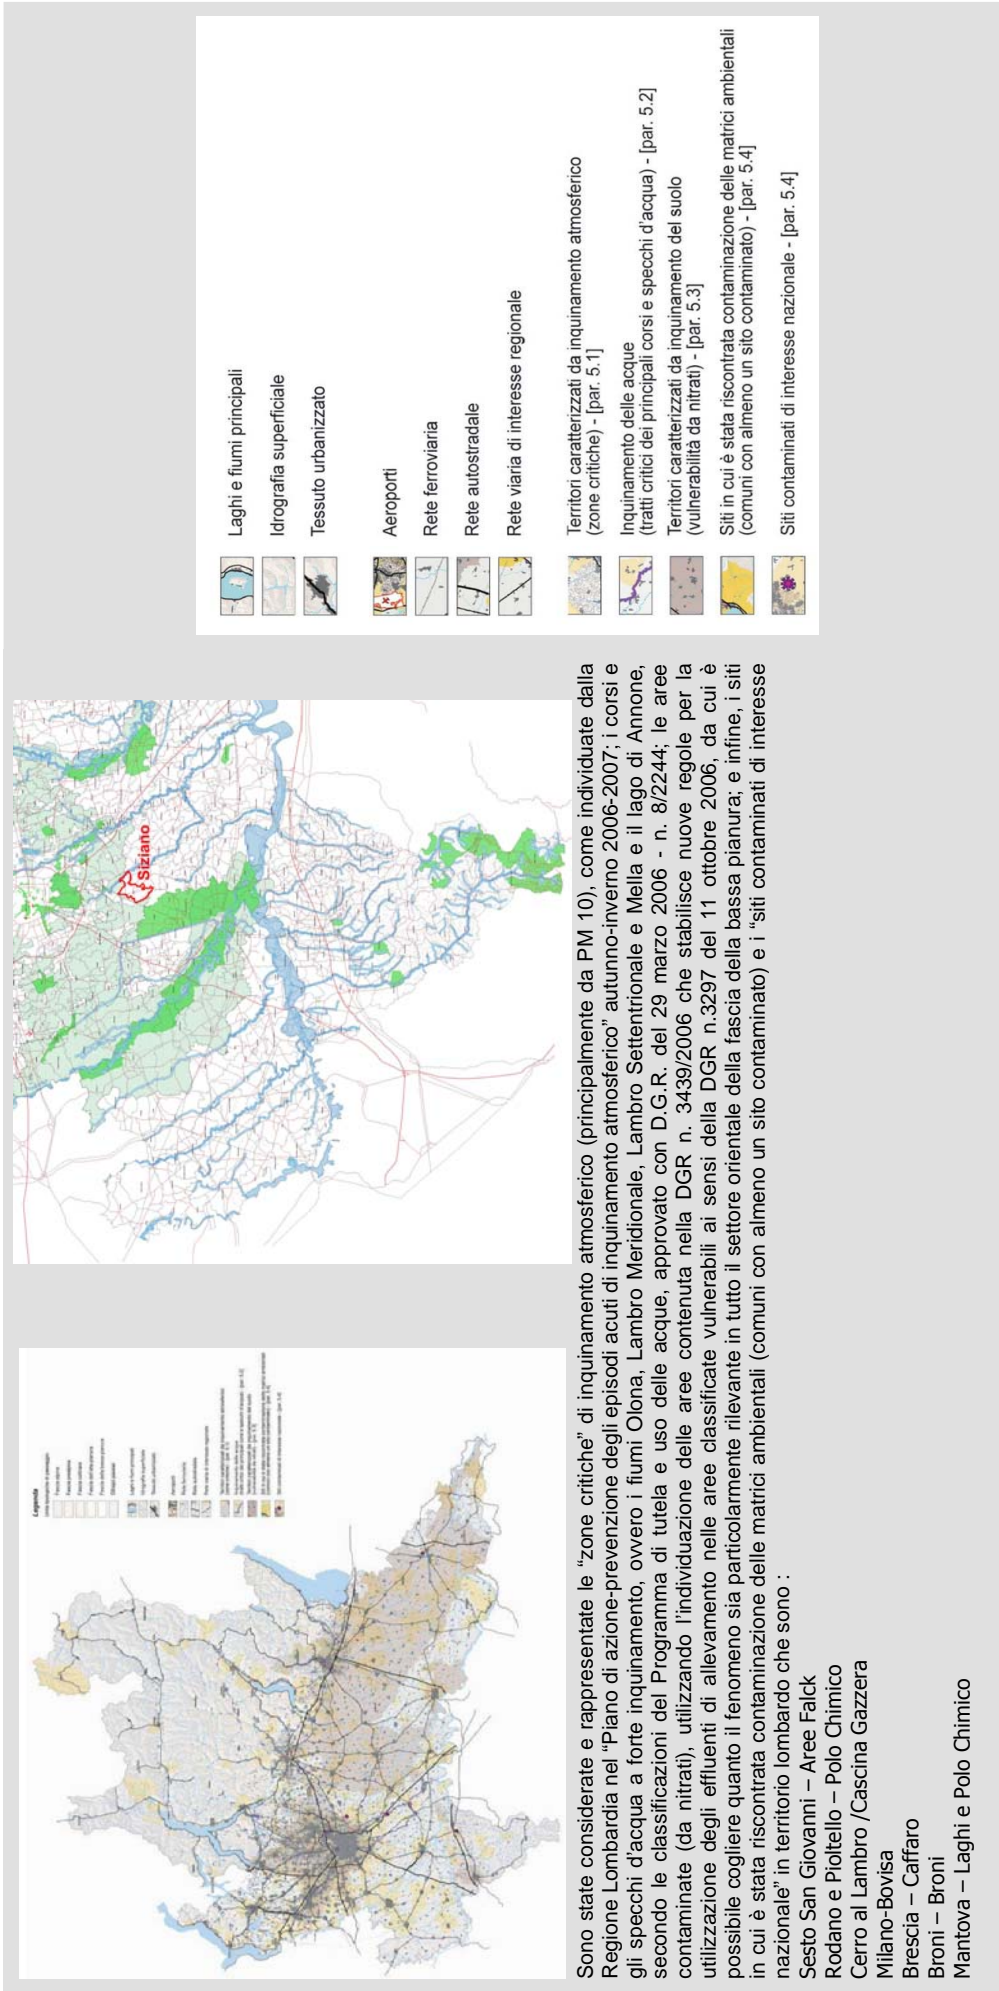 Legenda
Siziano
Laghi e fiumi principali
Idrografia superficiale
Tessuto urbanizzato
Aeroporti
Rete ferroviaria
Rete autostradale
Rete viaria di interesse regionale
Territori caratterizzati da inquinamento atmosferico
(zone critiche) - [par. 5.1]
Inquinamento delle acque
(tratti critici dei principali corsi e specchi d'acqua) - [par. 5.2]
Territori caratterizzati da inquinamento del suolo
(vulnerabilità da nitrati) - [par. 5.3]
Siti in cui è stata riscontrata contaminazione delle matrici ambientali
(comuni con almeno un sito contaminato) - [par. 5.4]
Siti contaminati di interesse nazionale - [par. 5.4]
Sono state considerate e rappresentate le “zone critiche” di inquinamento atmosferico (principalmente da PM 10), come individuate dalla
Regione Lombardia nel “Piano di azione-prevenzione degli episodi acuti di inquinamento atmosferico” autunno-inverno 2006-2007; i corsi e
gli specchi d'acqua a forte inquinamento, ovvero i fiumi Olona, Lambro Meridionale, Lambro Settentrionale e Mella e il lago di Annone,
secondo le classificazioni del Programma di tutela e uso delle acque, approvato con D.G.R. del 29 marzo 2006 - n. 8/2244; le aree
contaminate (da nitrati), utilizzando l'individuazione delle aree contenuta nella DGR n. 3439/2006 che stabilisce nuove regole per la
utilizzazione degli effluenti di allevamento nelle aree classificate vulnerabili ai sensi della DGR n.3297 del 11 ottobre 2006, da cui è
possibile cogliere quanto il fenomeno sia particolarmente rilevante in tutto il settore orientale della fascia della bassa pianura; e infine, i siti
in cui è stata riscontrata contaminazione delle matrici ambientali (comuni con almeno un sito contaminato) e i “siti contaminati di interesse
nazionale” in territorio lombardo che sono :
Sesto San Giovanni – Aree Falck
Rodano e Pioltello – Polo Chimico
Cerro al Lambro /Cascina Gazzera
Milano-Bovisa
Brescia – Caffaro
Broni – Broni
Mantova – Laghi e Polo Chimico